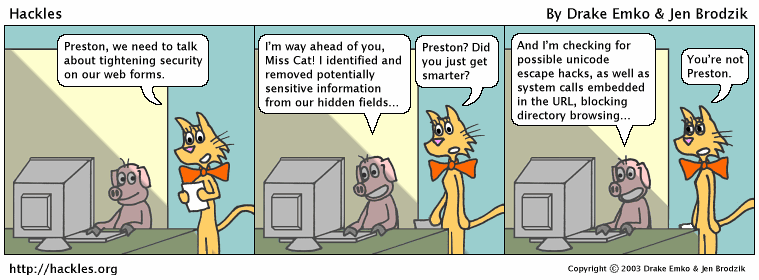 Hackles
By Drake Emko & Jen Brodzik
Preston, we need to talk
about tightening security
on our web forms.
I'm way ahead of you,
Miss Cat! I identified and
removed potentially
sensitive information
from our hidden fields...
Preston? Did
you just get
smarter?
And I'm checking for
possible unicode
escape hacks, as well as
system calls embedded
in the URL, blocking
directory browsing...
You're not
Preston.
http://hackles.org
Copyright © 2003 Drake Emko & Jen Brodzik